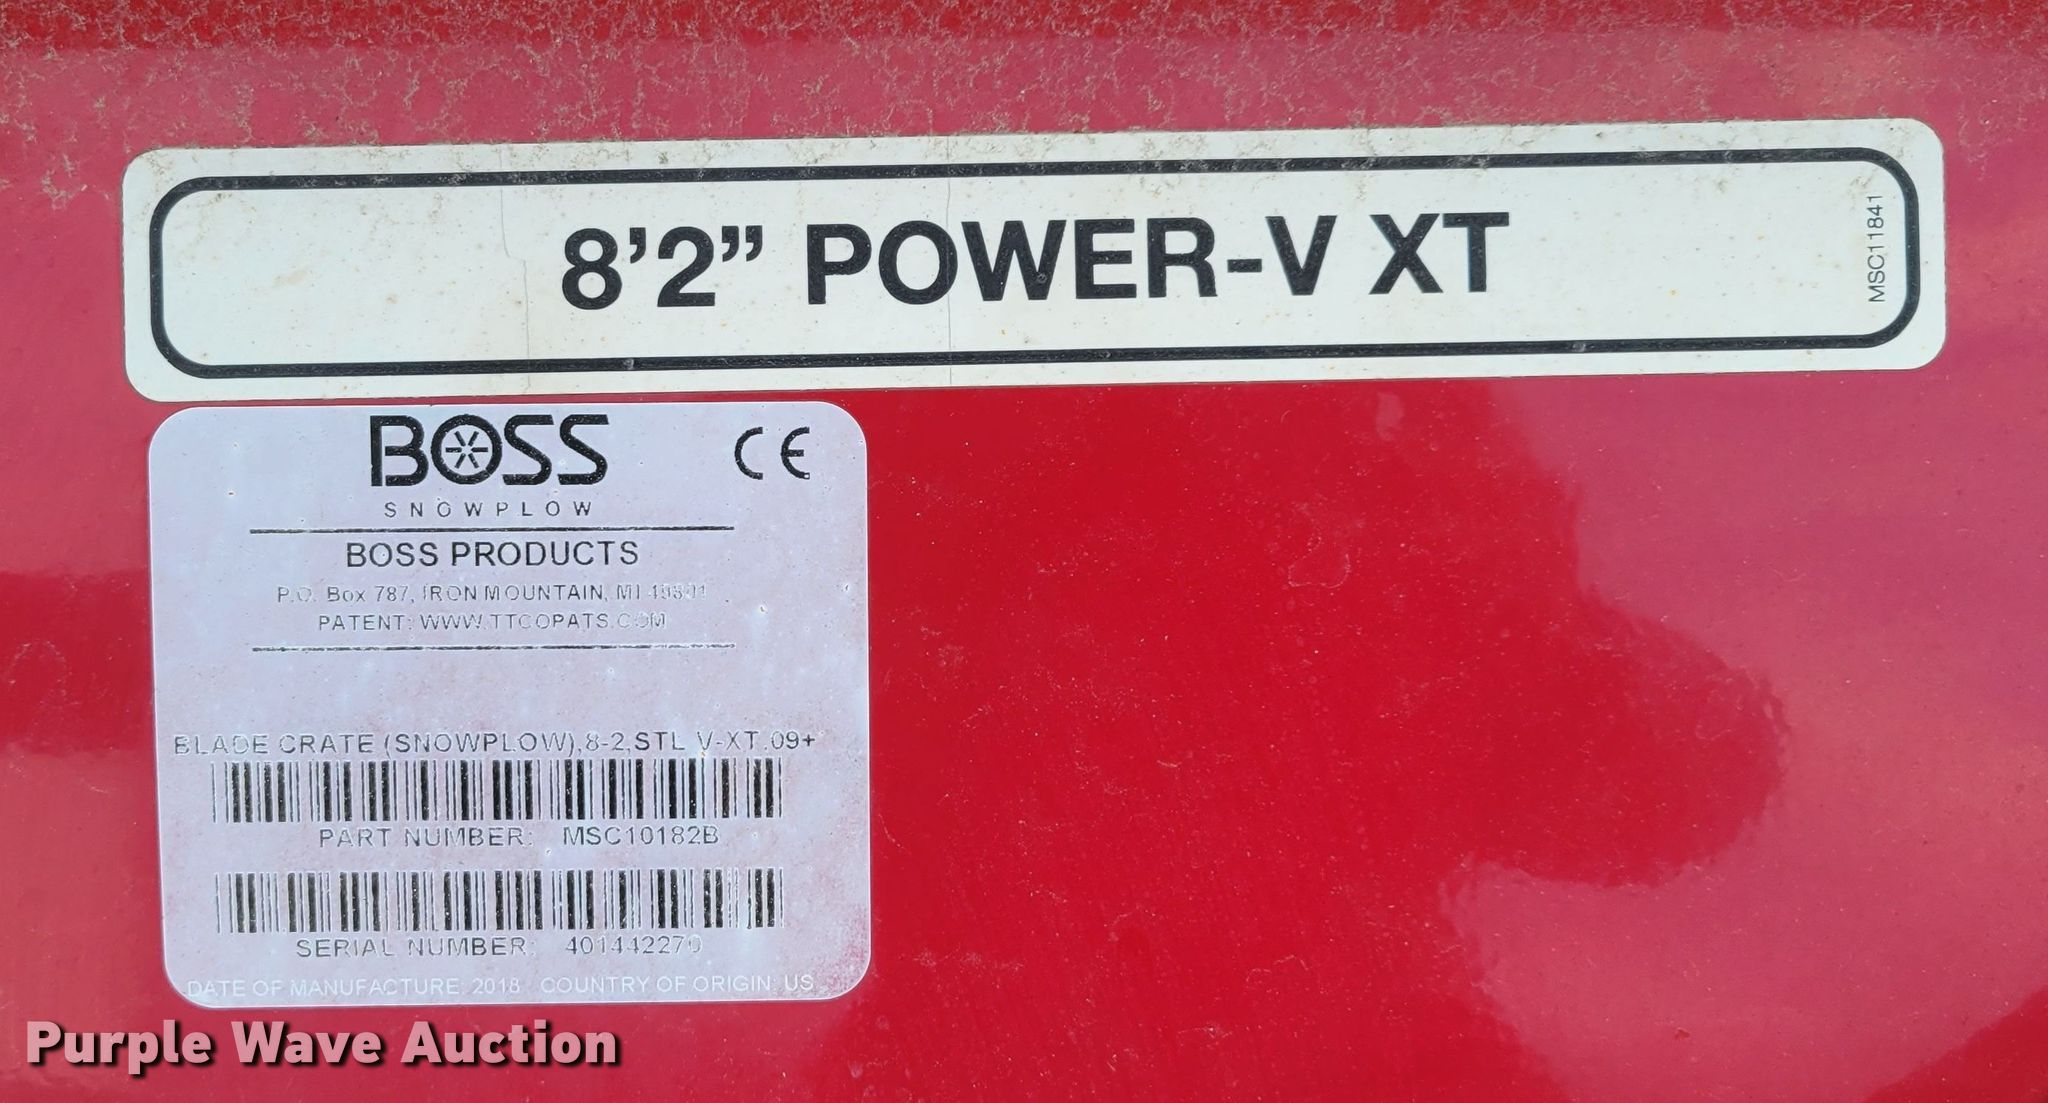 8’2” POWER-V XT
MSC11841
BOSS
CE
SNOWPLOW
BOSS PRODUCTS
P.O. Box 787, IRON MOUNTAIN, MI 49801
PATENT: WWW.TTCOPATS.COM
BLADE CRATE (SNOWPLOW),8-2,STL V-XT,09+
PART NUMBER: MSC10182B
SERIAL NUMBER: 401442270
DATE OF MANUFACTURE: 2018 COUNTRY OF ORIGIN: US
Purple Wave Auction